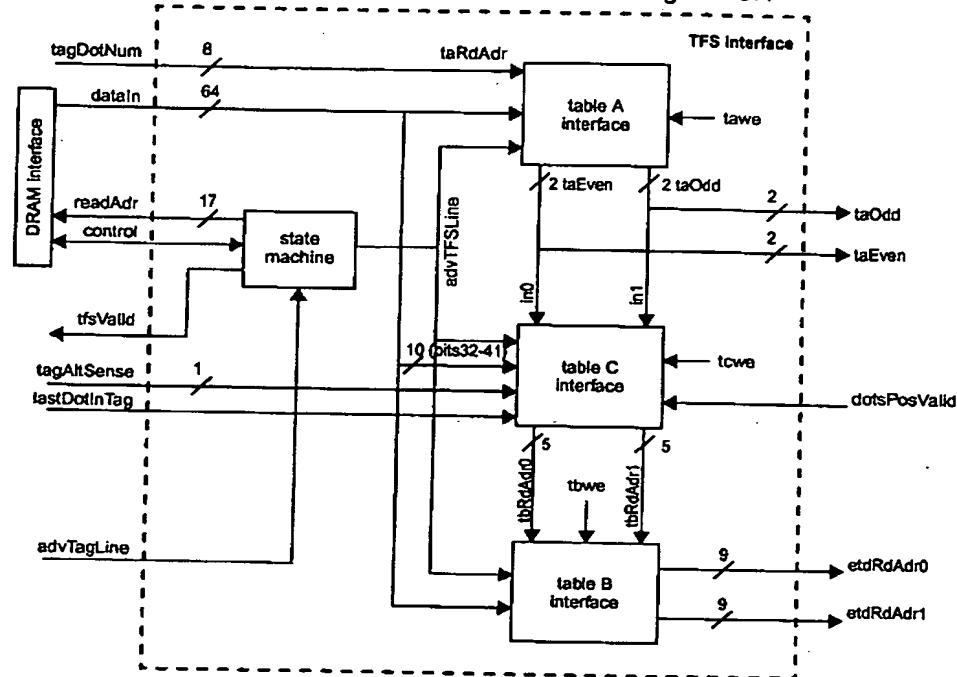 TFS interface
tagDotNum
8
taRdAdr
dataIn
64
table A
interface
tawe
DRAM Interface
2 taEven
2 taOdd
readAdr
17
2
taOdd
control
state
machine
2
taEven
advTFSLine
in0
in1
tfsValid
10 (bits32-41)
table C
interface
tcwe
tagAltSense
1
lastDotInTag
dotsPosValid
5
5
tbRdAdr0
tbwe
tbRdAdr1
advTagLine
9
etdRdAdr0
table B
interface
9
etdRdAdr1